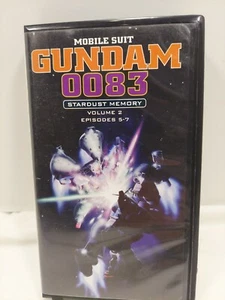 MOBILE SUIT
GUNDAM
0083
STARDUST MEMORY
VOLUME 2
EPISODES 5-7